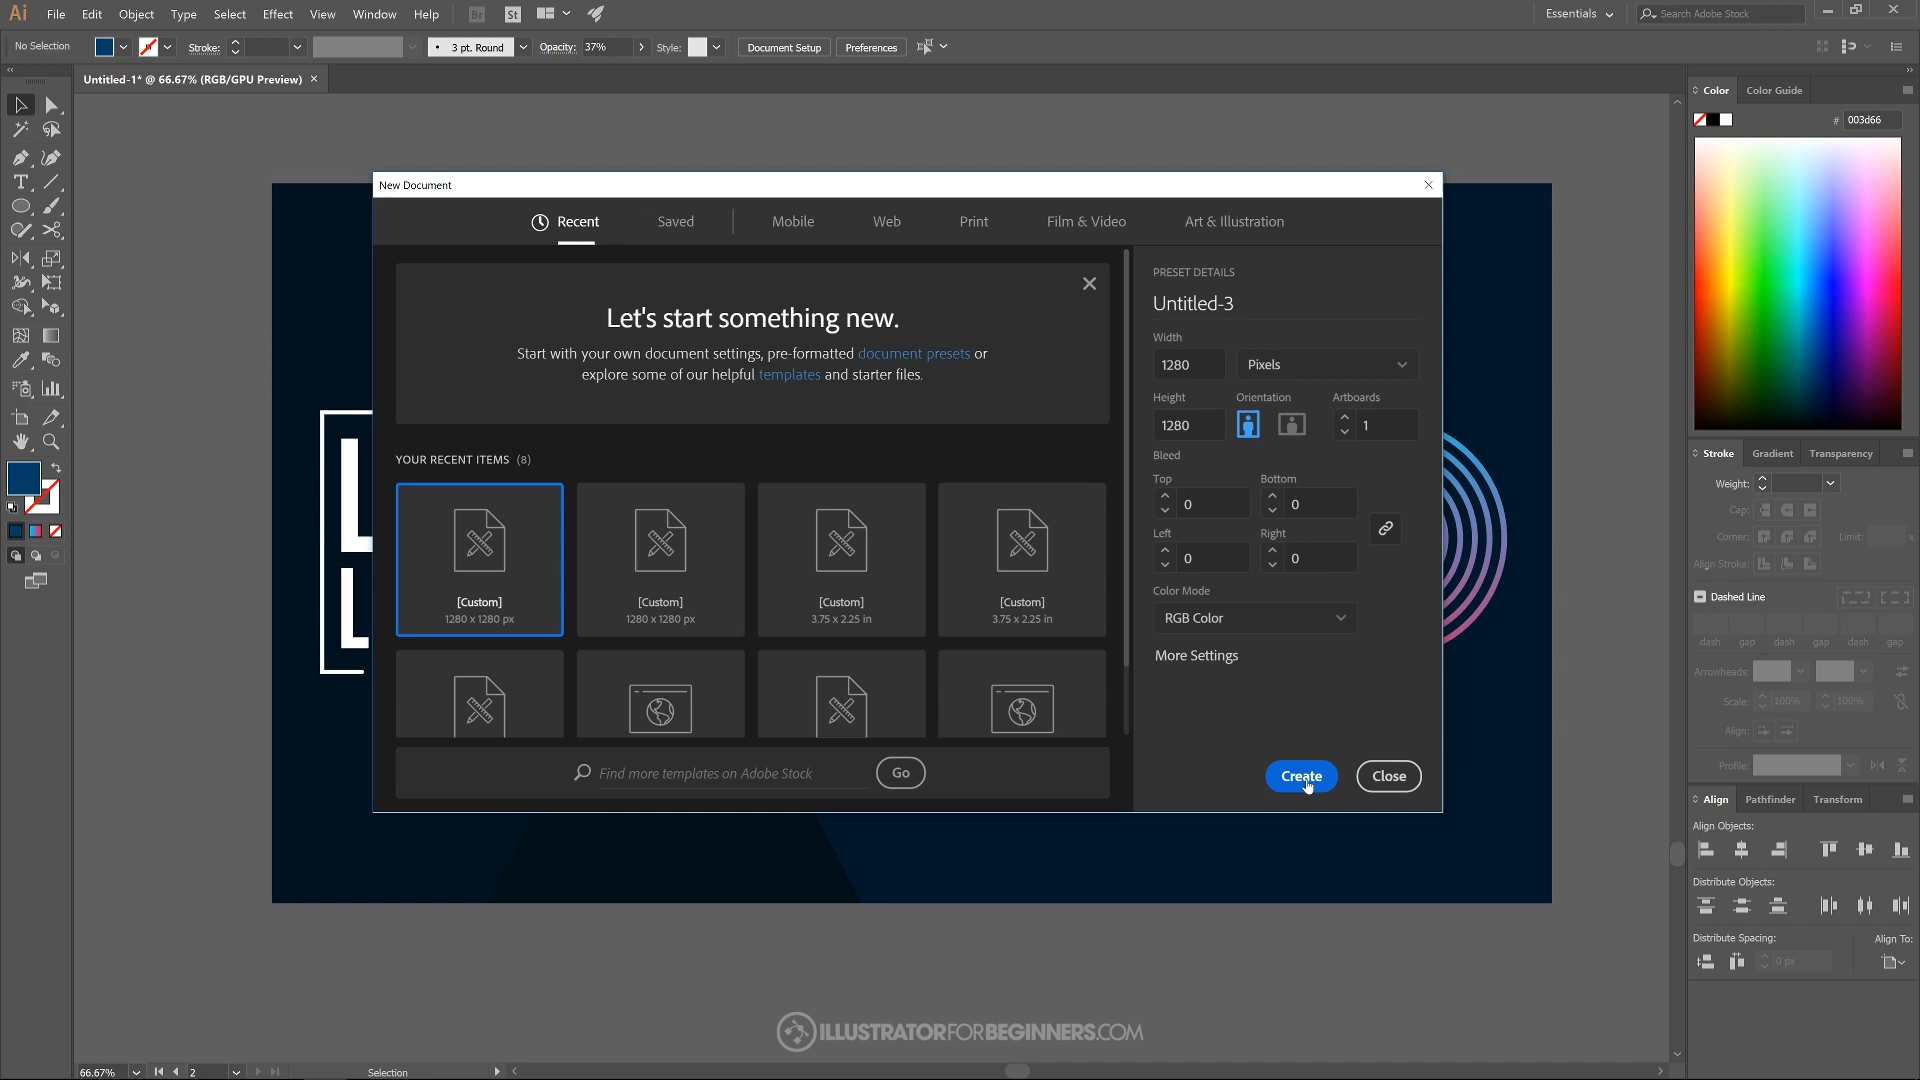 Ai File Edit Object Type Select Effect View Window Help Br St Essentials Search Adobe Stock
No Selection Stroke: 3 pt. Round Opacity: 37% Style: Document Setup Preferences
Untitled-1* @ 66.67% (RGB/GPU Preview)
Color Color Guide
# 003d66
New Document
Recent Saved Mobile Web Print Film & Video Art & Illustration
Let's start something new.
Start with your own document settings, pre-formatted document presets or
explore some of our helpful templates and starter files.
YOUR RECENT ITEMS (8)
[Custom] [Custom] [Custom] [Custom]
1280 x 1280 px 1280 x 1280 px 3.75 x 2.25 in 3.75 x 2.25 in
Find more templates on Adobe Stock Go
PRESET DETAILS
Untitled-3
Width
1280 Pixels
Height Orientation Artboards
1280 1
Bleed
Top Bottom
0 0
Left Right
0 0
Color Mode
RGB Color
More Settings
Create Close
Stroke Gradient Transparency
Weight:
Cap:
Corner: Limit: x
Align Stroke:
Dashed Line
dash gap dash gap dash gap
Arrowheads:
Scale: 100% 100%
Align:
Profile:
Align Pathfinder Transform
Align Objects:
Distribute Objects:
Distribute Spacing: Align To:
0 px
ILLUSTRATORFORBEGINNERS.COM
66.67% 2 Selection